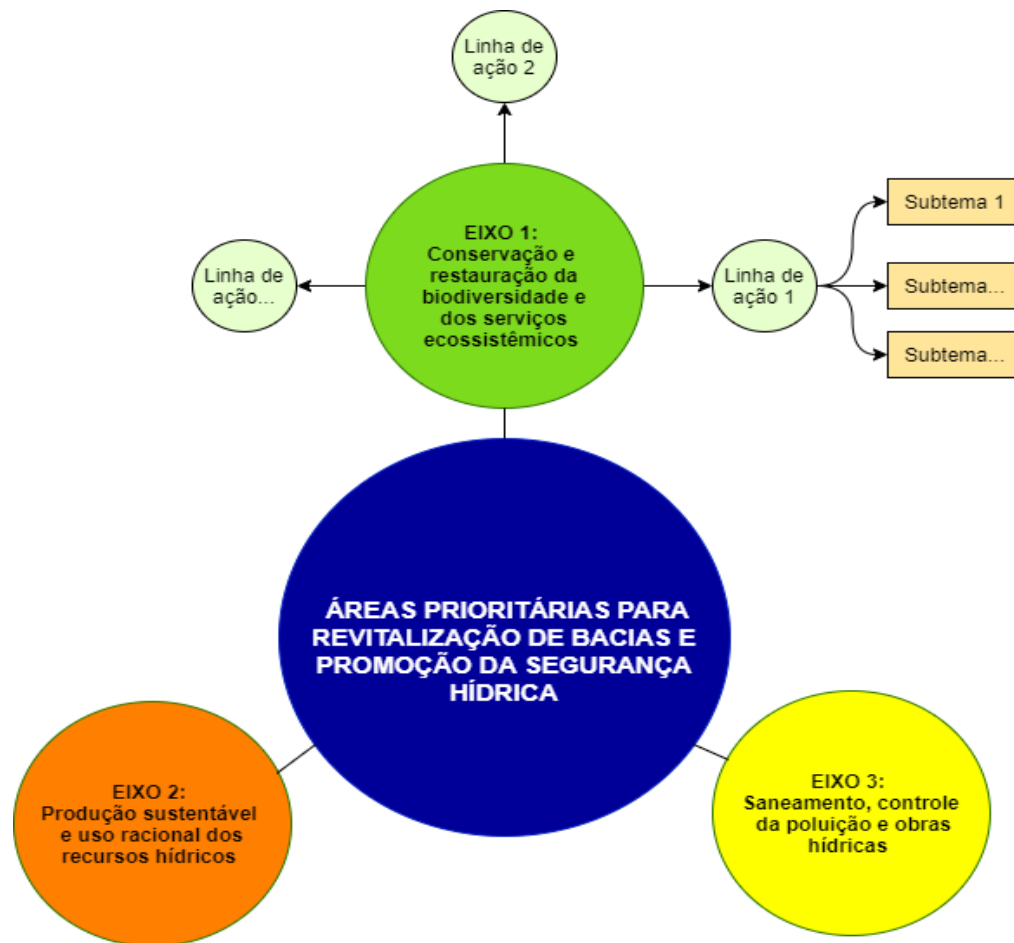 Linha de
ação 2
EIXO 1:
Conservação e
restauração da
biodiversidade e
dos serviços
ecossistêmicos
Linha de
ação...
Linha de
ação 1
Subtema 1
Subtema...
Subtema...
ÁREAS PRIORITÁRIAS PARA
REVITALIZAÇÃO DE BACIAS E
PROMOÇÃO DA SEGURANÇA
HÍDRICA
EIXO 2:
Produção sustentável
e uso racional dos
recursos hídricos
EIXO 3:
Saneamento, controle
da poluição e obras
hídricas